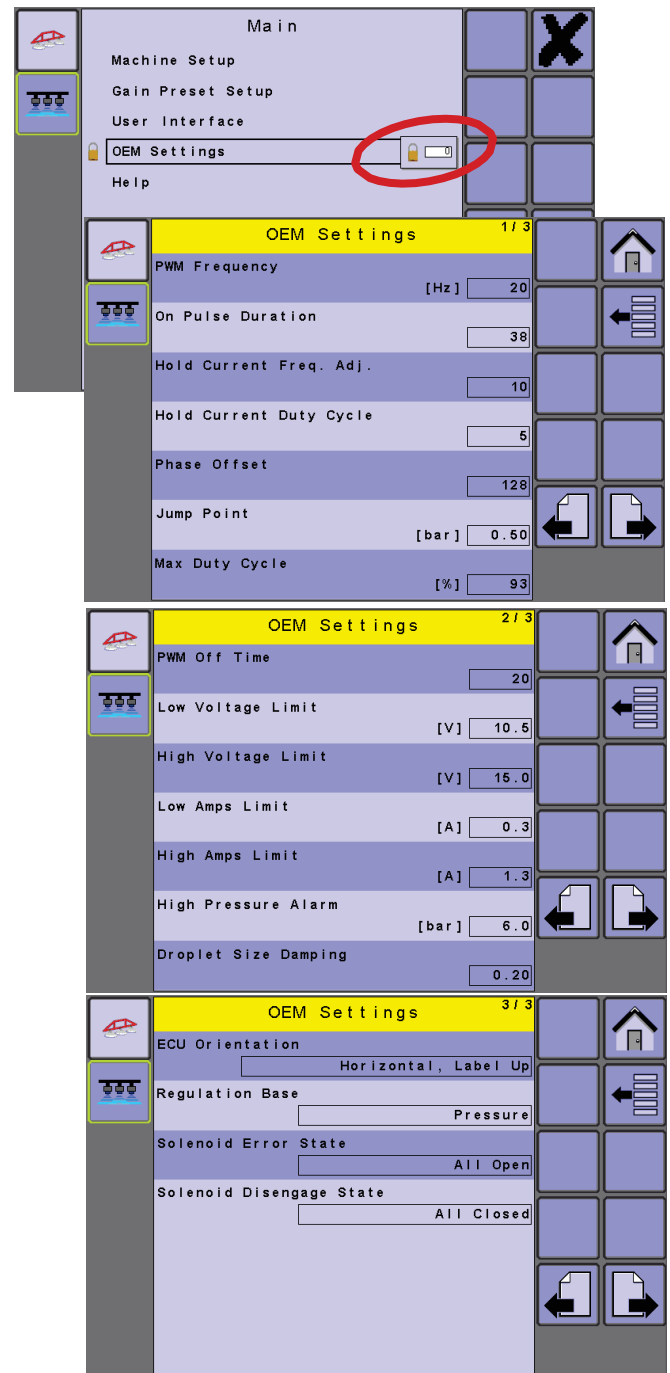 Main
Machine Setup
Gain Preset Setup
User Interface
OEM Settings 0
Help
OEM Settings 1/3
PWM Frequency
[Hz] 20
On Pulse Duration
38
Hold Current Freq. Adj.
10
Hold Current Duty Cycle
5
Phase Offset
128
Jump Point
[bar] 0.50
Max Duty Cycle
[%] 93
OEM Settings 2/3
PWM Off Time
20
Low Voltage Limit
[V] 10.5
High Voltage Limit
[V] 15.0
Low Amps Limit
[A] 0.3
High Amps Limit
[A] 1.3
High Pressure Alarm
[bar] 6.0
Droplet Size Damping
0.20
OEM Settings 3/3
ECU Orientation
Horizontal, Label Up
Regulation Base
Pressure
Solenoid Error State
All Open
Solenoid Disengage State
All Closed